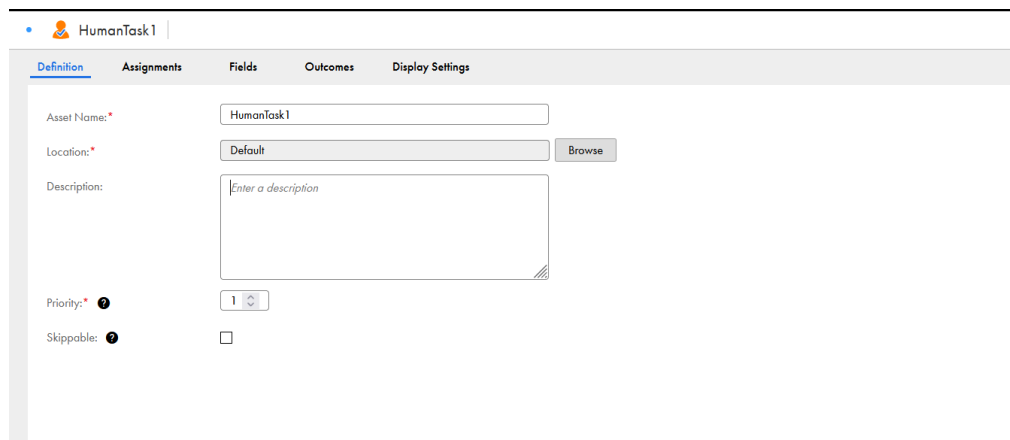 HumanTask1
Definition Assignments Fields Outcomes Display Settings
Asset Name:* HumanTask1
Location:* Default Browse
Description: Enter a description
Priority:* ? 1
Skippable: ?